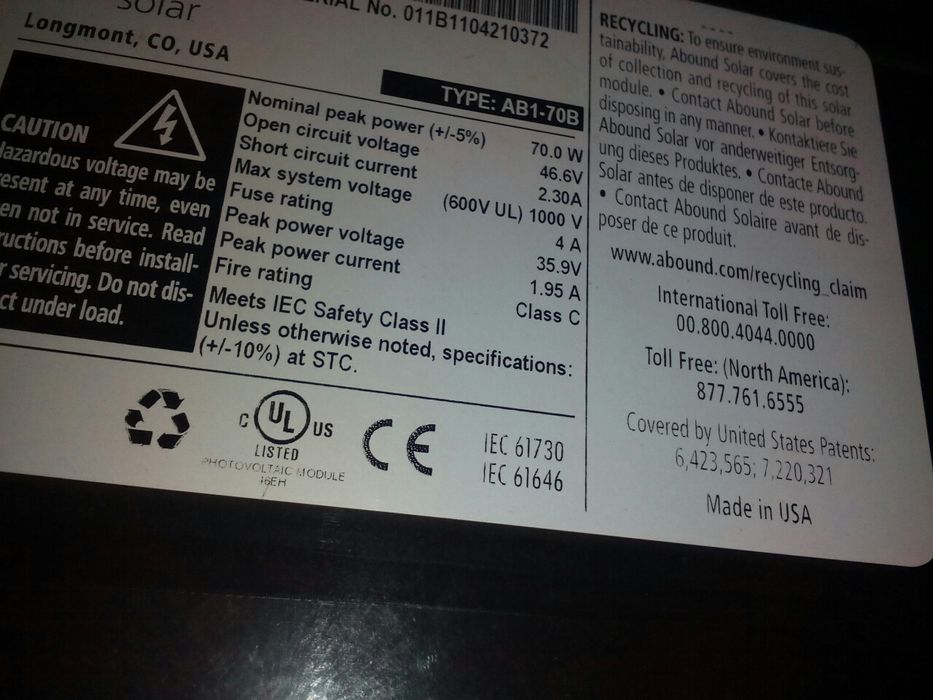 solar
Longmont, CO, USA
SERIAL No. 011B1104210372
TYPE: AB1-70B
CAUTION
Hazardous voltage may be
resent at any time, even
en not in service. Read
ructions before install-
r servicing. Do not dis-
ct under load.
Nominal peak power (+/-5%) 70.0 W
Open circuit voltage 46.6V
Short circuit current 2.30A
Max system voltage (600V UL) 1000 V
Fuse rating 4 A
Peak power voltage 35.9V
Peak power current 1.95 A
Fire rating Class C
Meets IEC Safety Class II
Unless otherwise noted, specifications:
(+/-10%) at STC.
C UL US
LISTED
PHOTOVOLTAIC MODULE
16EH
CE
IEC 61730
IEC 61646
RECYCLING: To ensure environment sus-
tainability, Abound Solar covers the cost
of collection and recycling of this solar
module. • Contact Abound Solar before
disposing in any manner. • Kontaktiere Sie
Abound Solar vor anderweitiger Entsorg-
ung dieses Produktes. • Contacte Abound
Solar antes de disponer de este producto.
• Contact Abound Solaire avant de dis-
poser de ce produit.
www.abound.com/recycling_claim
International Toll Free:
00.800.4044.0000
Toll Free: (North America):
877.761.6555
Covered by United States Patents:
6,423,565; 7,220,321
Made in USA